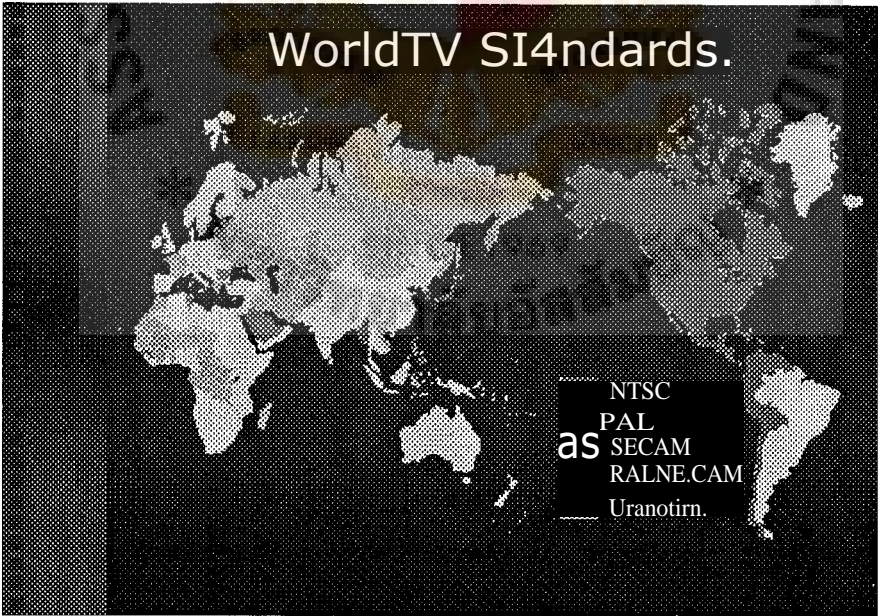 WorldTV SI4ndards.
NTSC
PAL
as SECAM
RALNE.CAM
Uranotirn.